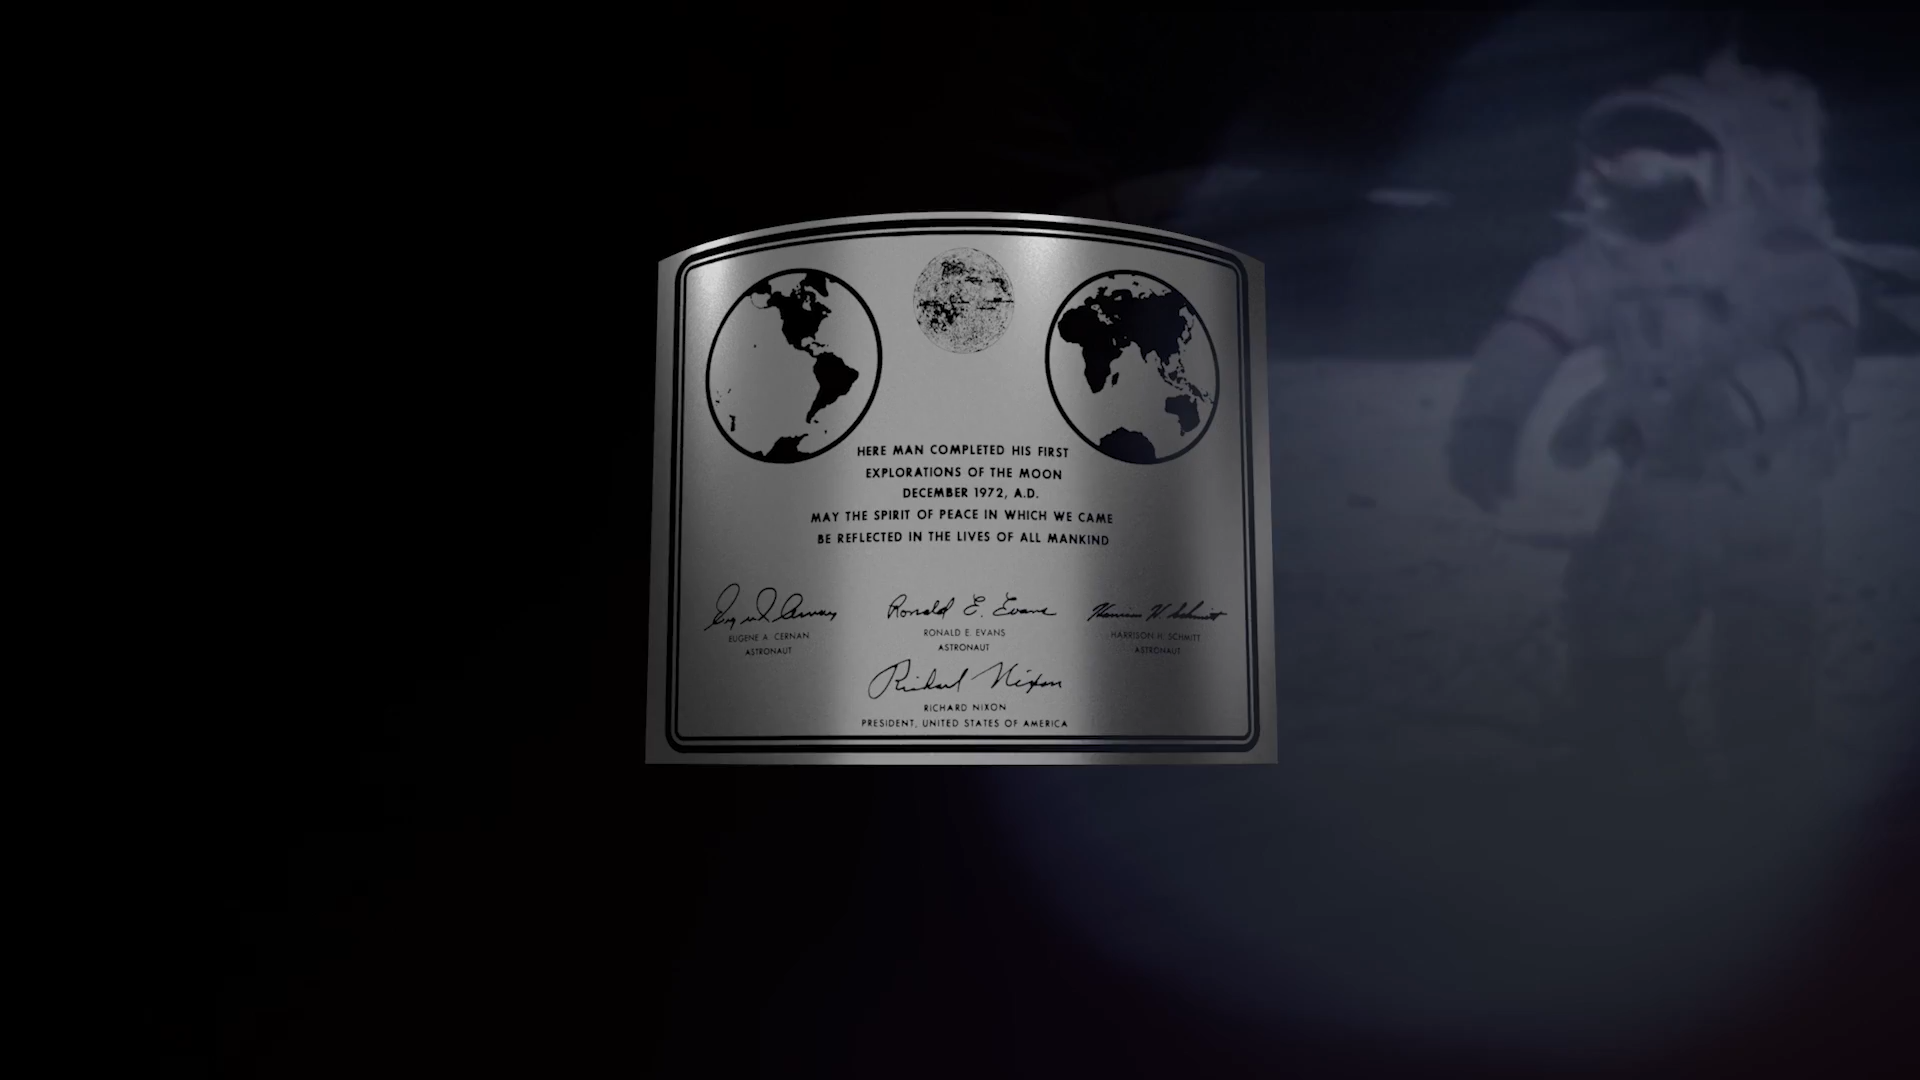 HERE MAN COMPLETED HIS FIRST
EXPLORATIONS OF THE MOON
DECEMBER 1972, A.D.
MAY THE SPIRIT OF PEACE IN WHICH WE CAME
BE REFLECTED IN THE LIVES OF ALL MANKIND
Ronald E. Evans
Harrison H. Schmitt
EUGENE A. CERNAN
RONALD E. EVANS
HARRISON H. SCHMITT
ASTRONAUT
ASTRONAUT
ASTRONAUT
Richard Nixon
RICHARD NIXON
PRESIDENT, UNITED STATES OF AMERICA